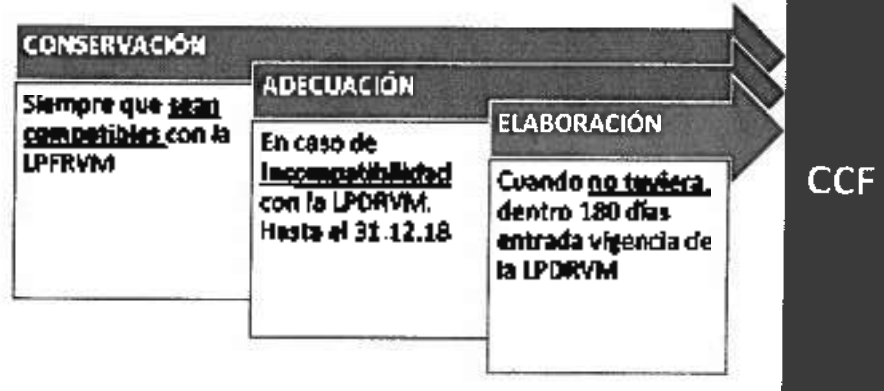 CONSERVACIÓN
Siempre que sean
compatibles con la
LPFRVM
ADECUACIÓN
En caso de
Incompatibilidad
con la LPDRVM.
Hasta el 31.12.18
ELABORACIÓN
Cuando no tuviera,
dentro 180 días
entrada vigencia de
la LPDRVM
CCF